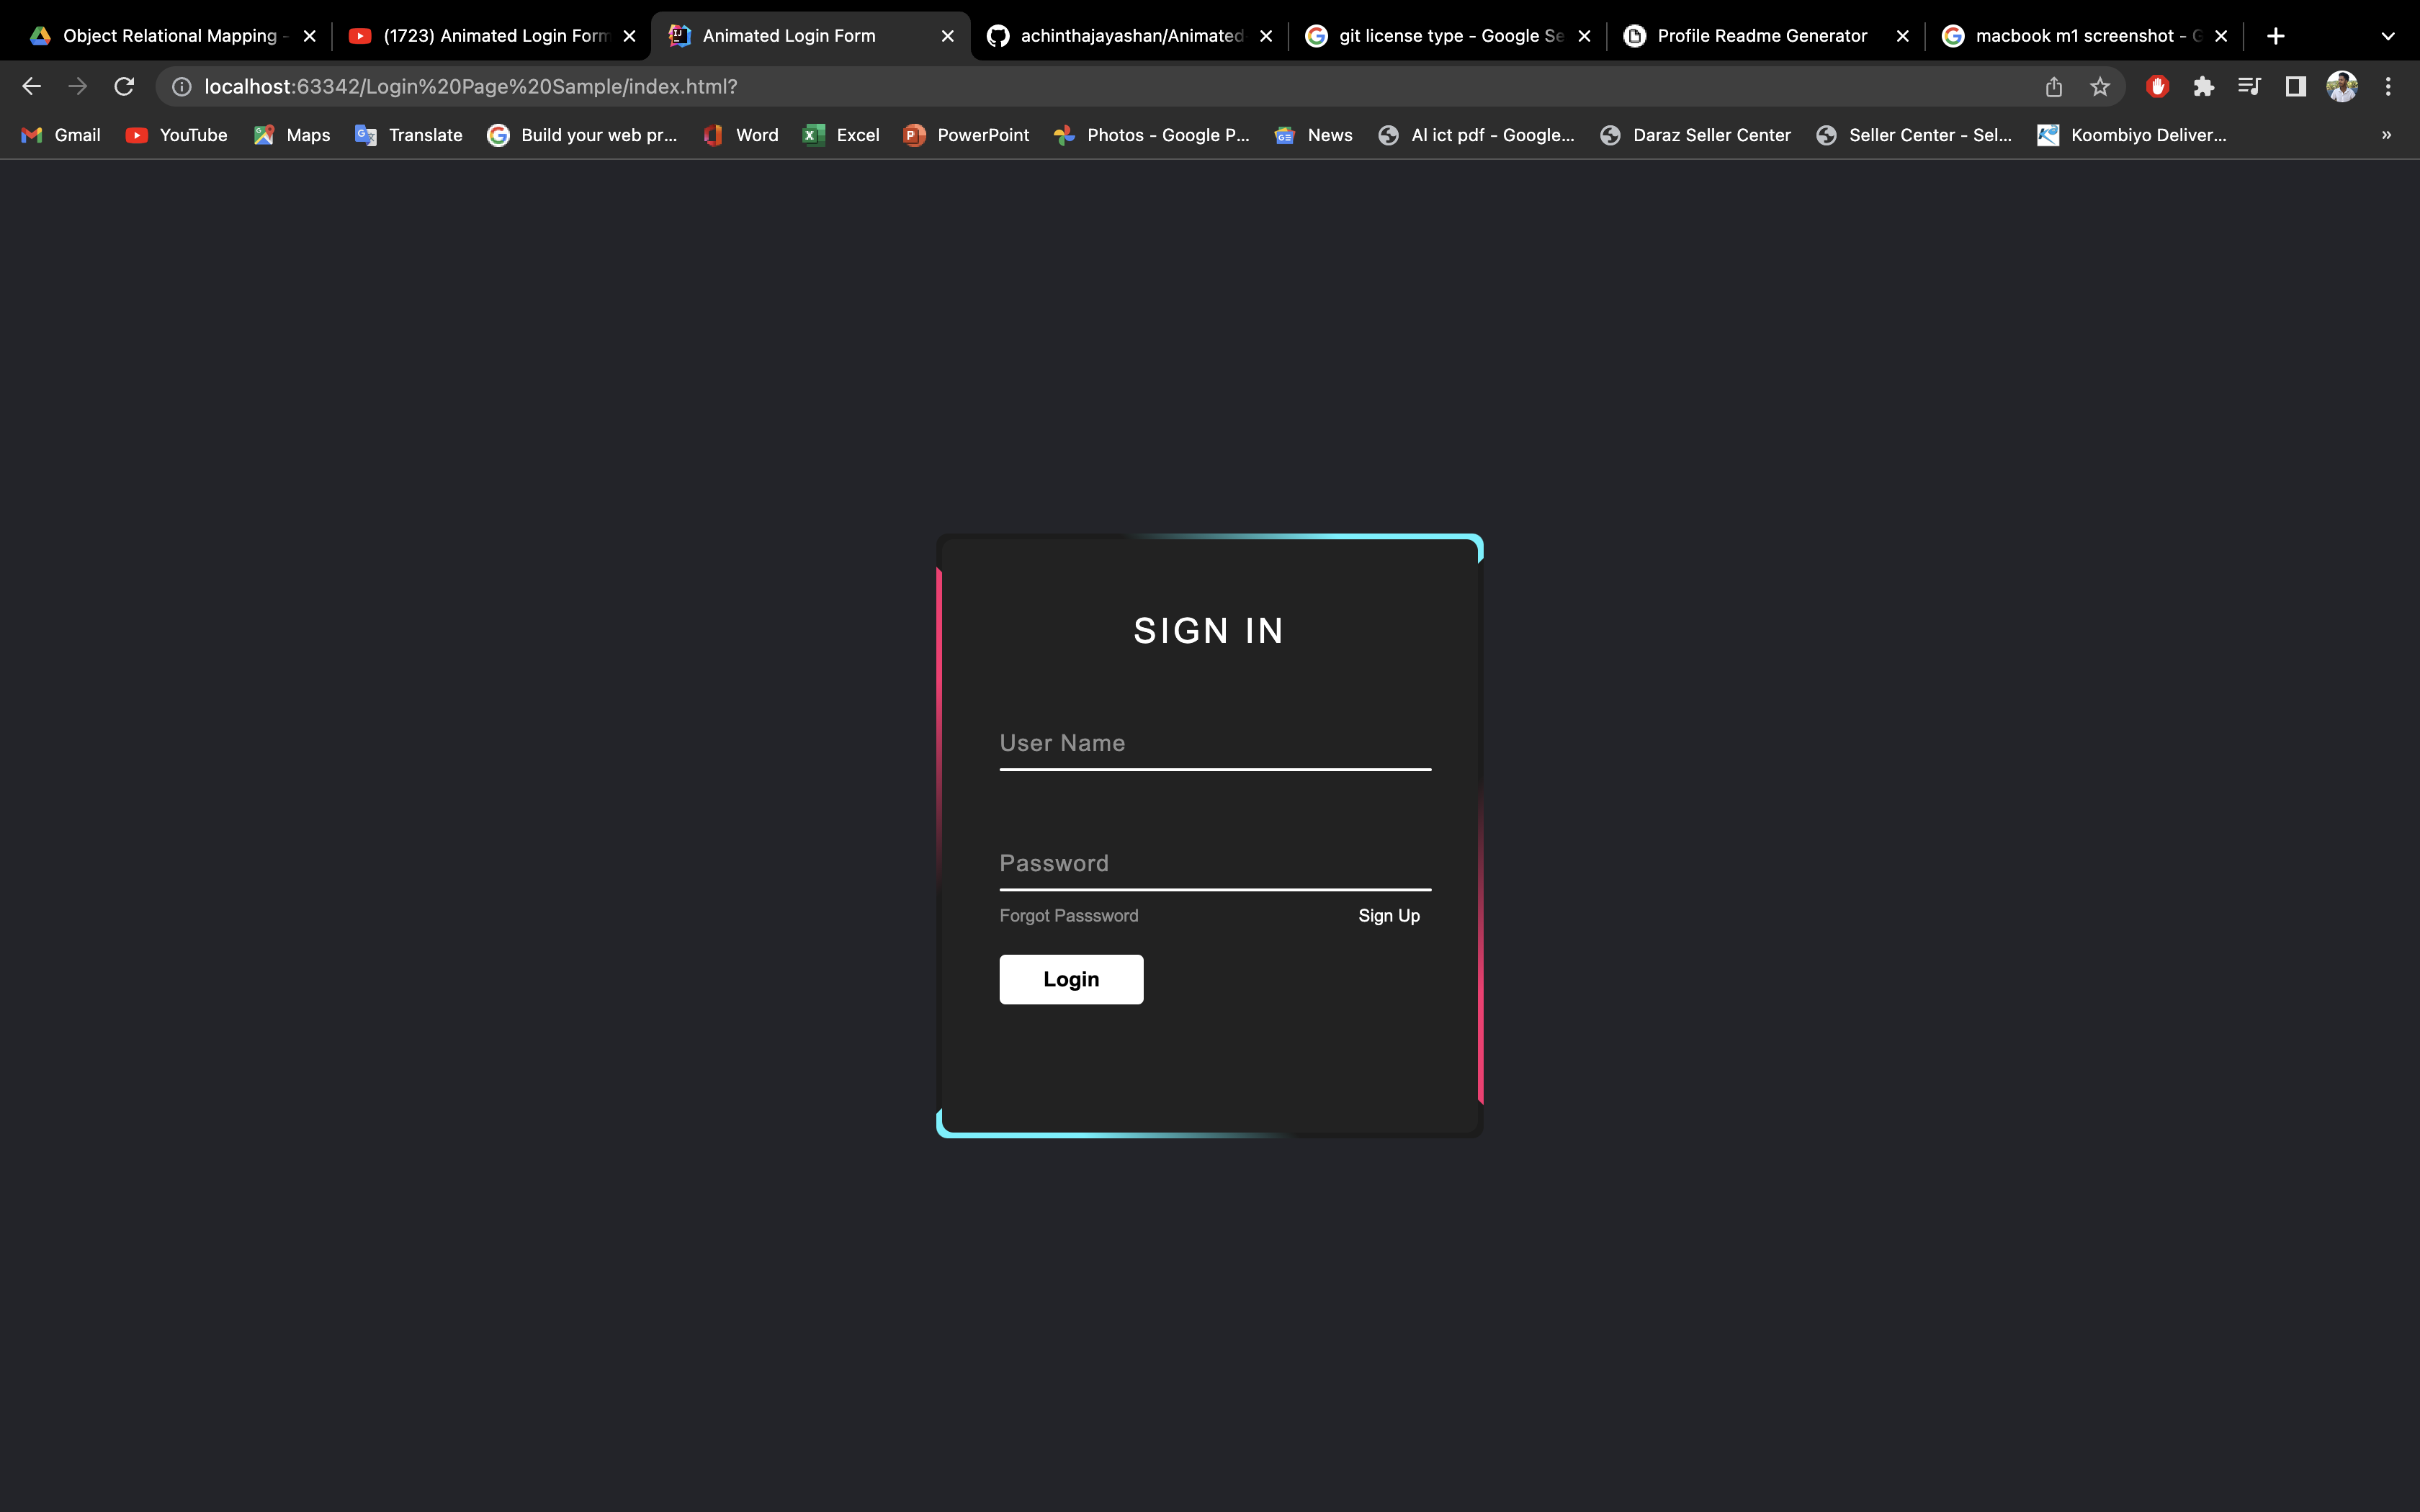 Object Relational Mapping -
(1723) Animated Login Form
Animated Login Form
achinthajayashan/Animated
git license type - Google Se
Profile Readme Generator
macbook m1 screenshot - G
localhost:63342/Login%20Page%20Sample/index.html?
Gmail
YouTube
Maps
Translate
Build your web pr...
Word
Excel
PowerPoint
Photos - Google P...
News
Al ict pdf - Google...
Daraz Seller Center
Seller Center - Sel...
Koombiyo Deliver...
»
SIGN IN
User Name
Password
Forgot Passsword
Sign Up
Login